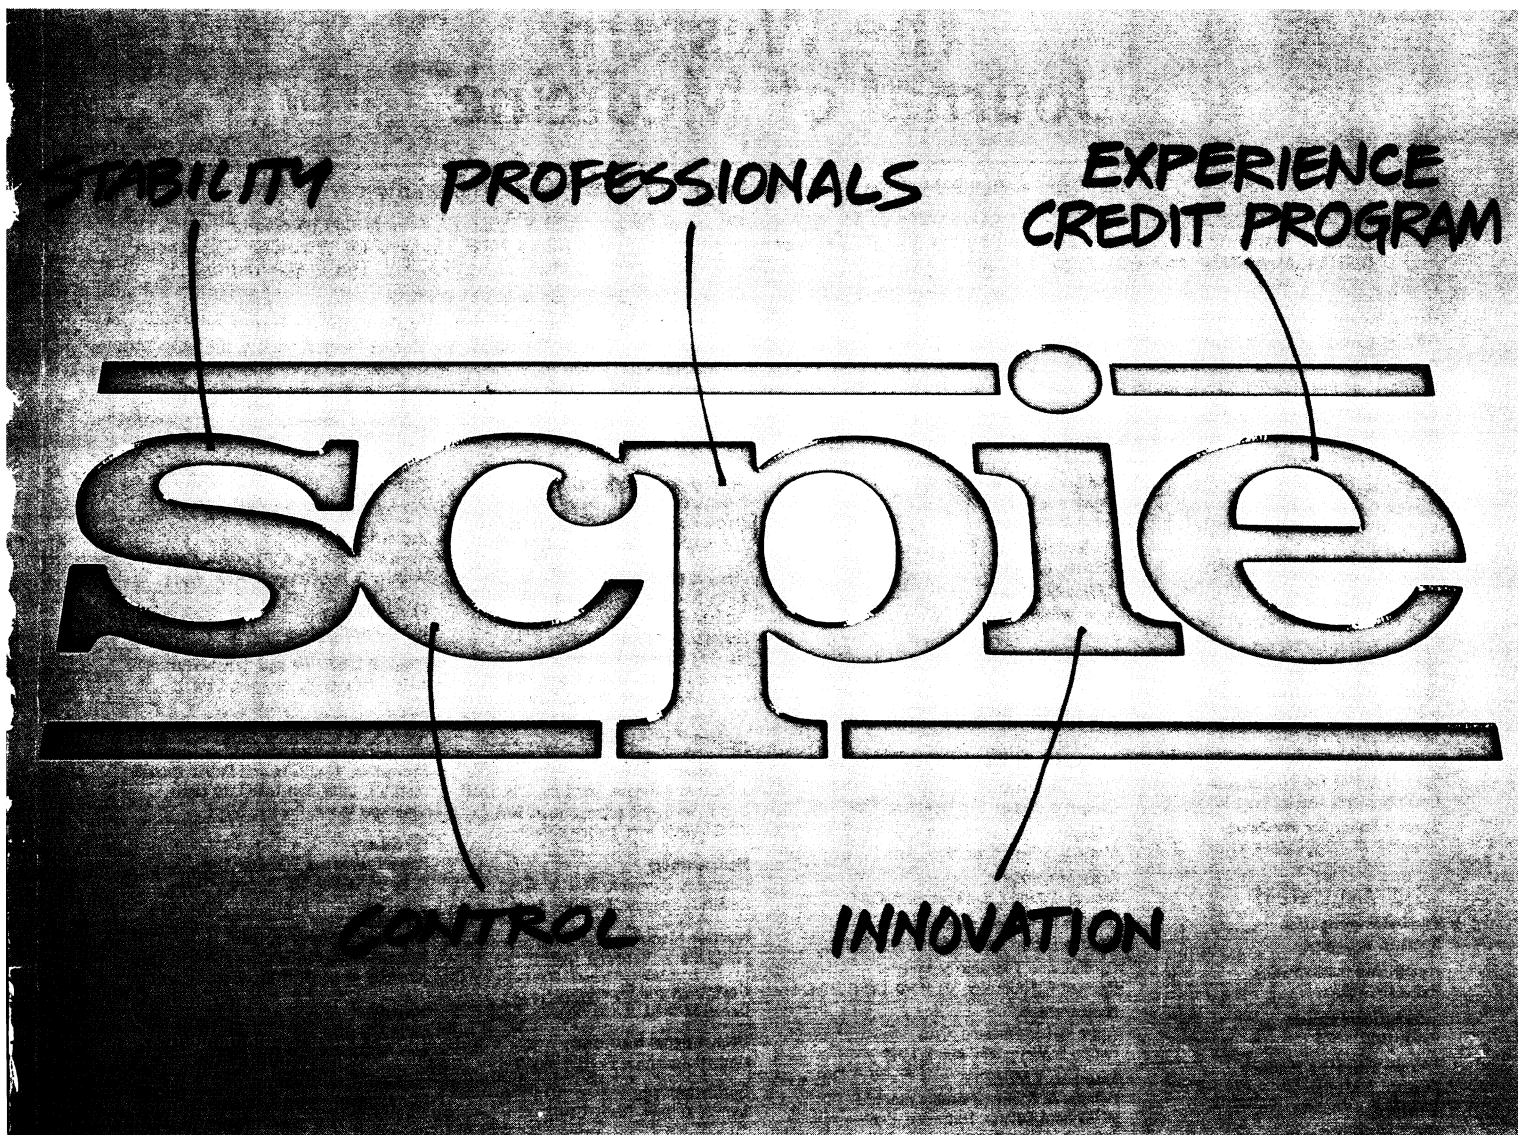 STABILITY
PROFESSIONALS
EXPERIENCE
CREDIT PROGRAM
scpie
CONTROL
INNOVATION